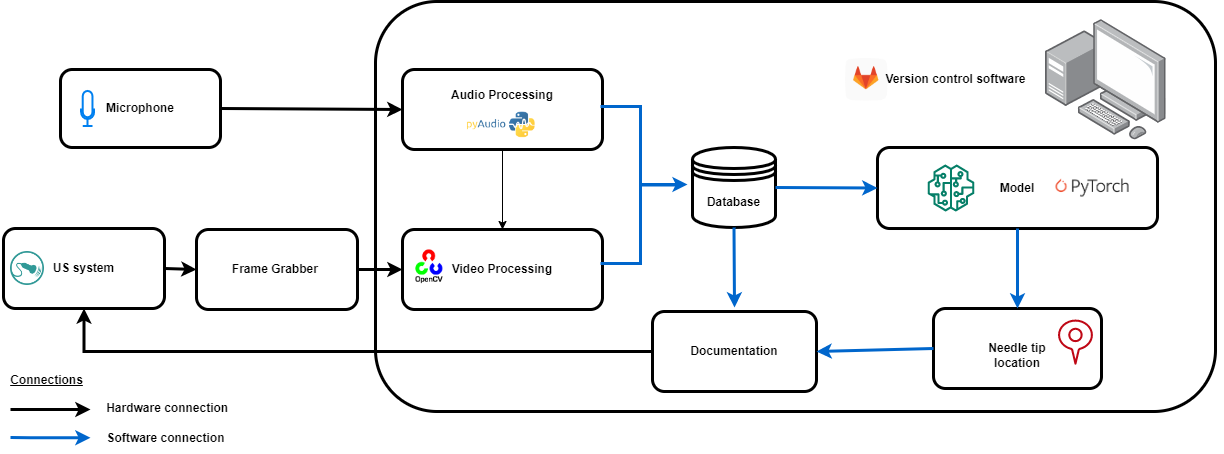 Version control software
Microphone
Audio Processing
pyAudio
Database
Model
PyTorch
US system
Frame Grabber
OpenCV
Video Processing
Documentation
Needle tip
location
Connections
Hardware connection
Software connection